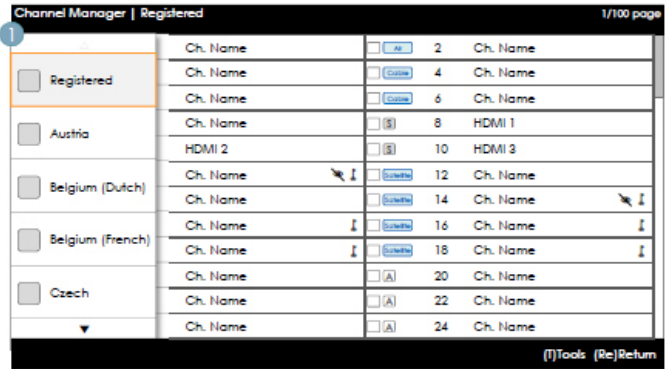 Channel Manager | Registered 1/100 page
1
Ch. Name Air 2 Ch. Name
Registered Ch. Name Cable 4 Ch. Name
Ch. Name Cable 6 Ch. Name
Austria Ch. Name S 8 HDMI 1
HDMI 2 S 10 HDMI 3
Belgium (Dutch) Ch. Name Satellite 12 Ch. Name
Ch. Name Satellite 14 Ch. Name
Belgium (French) Ch. Name Satellite 16 Ch. Name
Ch. Name Satellite 18 Ch. Name
Czech Ch. Name A 20 Ch. Name
Ch. Name A 22 Ch. Name
Ch. Name A 24 Ch. Name
(T)Tools (Re)Return